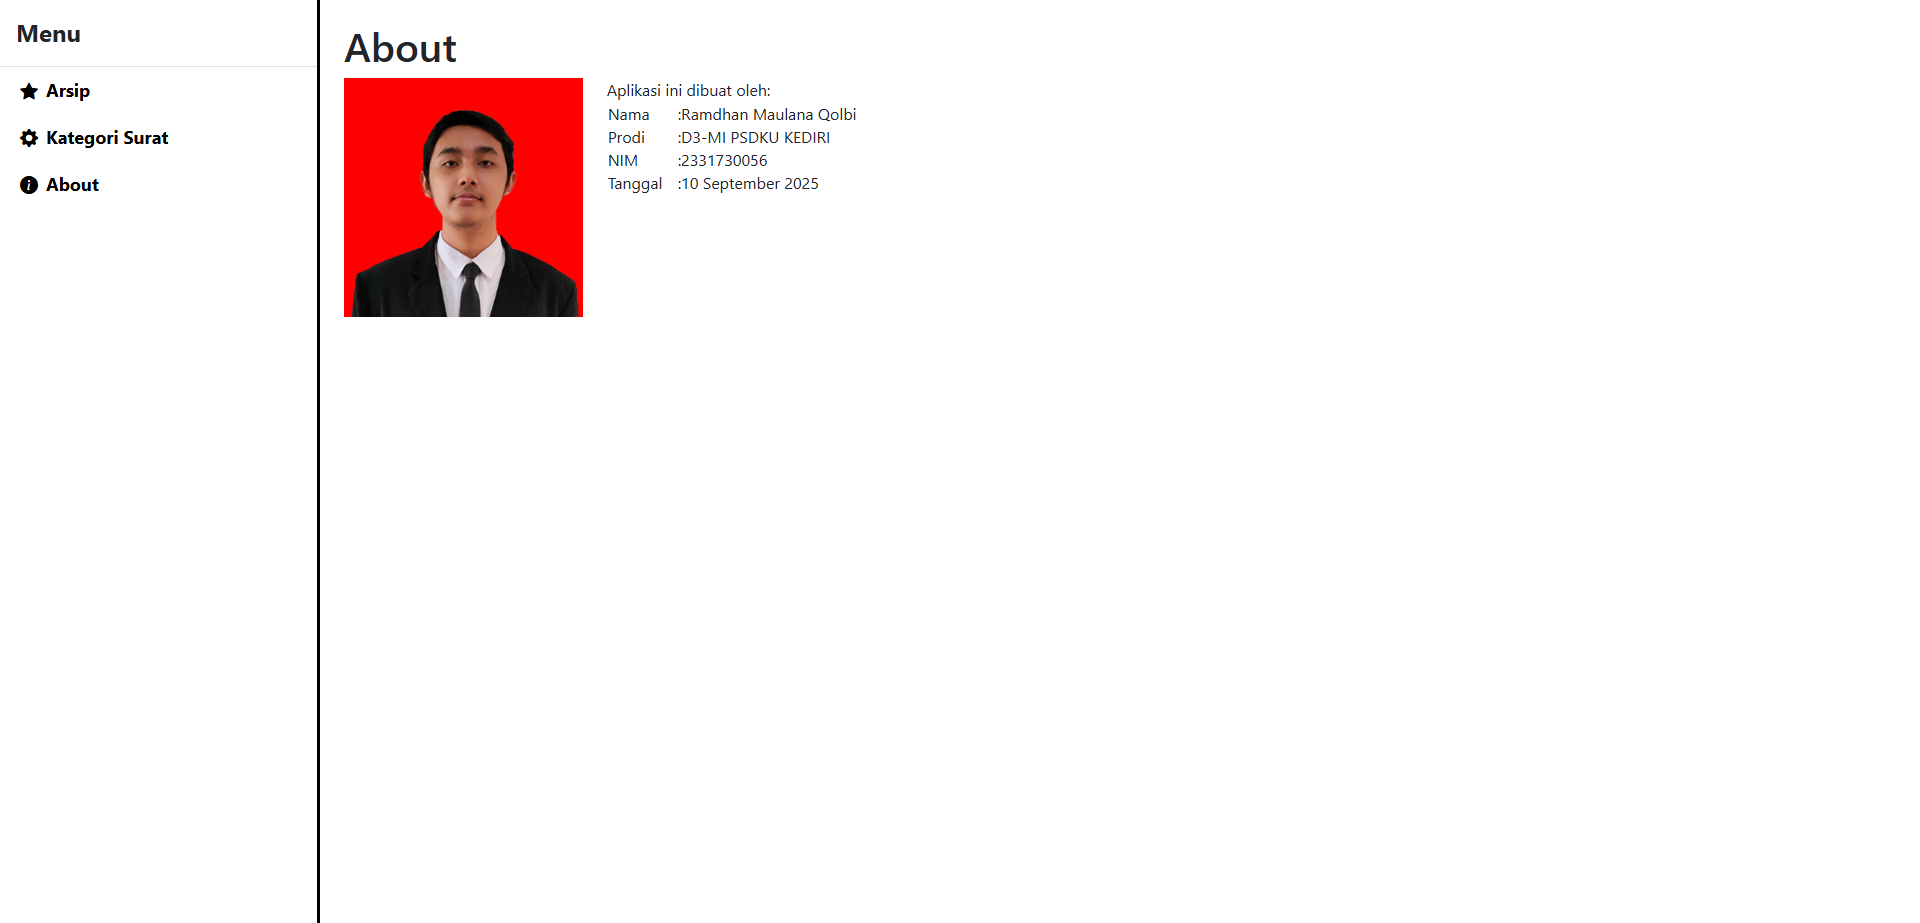 Menu
Arsip
Kategori Surat
About
About
Aplikasi ini dibuat oleh:
Nama :Ramdhan Maulana Qolbi
Prodi :D3-MI PSDKU KEDIRI
NIM :2331730056
Tanggal :10 September 2025